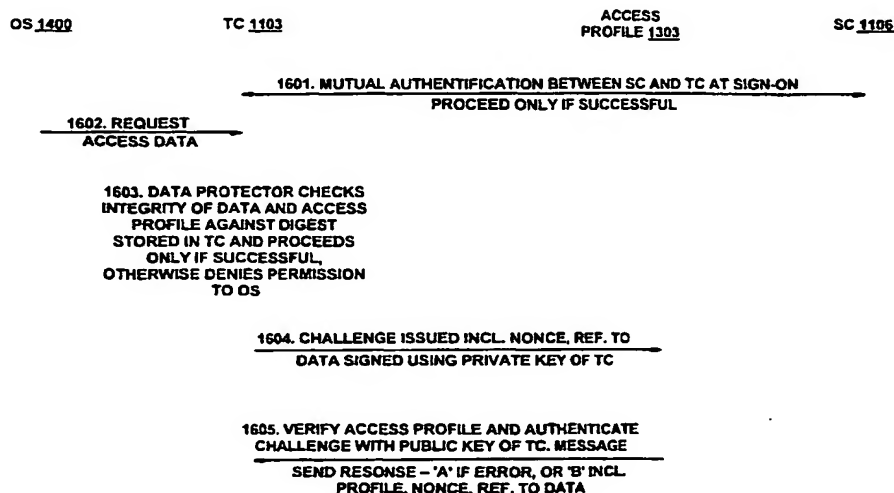 OS 1400
TC 1103
ACCESS
PROFILE 1303
SC 1106
1601. MUTUAL AUTHENTIFICATION BETWEEN SC AND TC AT SIGN-ON
PROCEED ONLY IF SUCCESSFUL
1602. REQUEST
ACCESS DATA
1603. DATA PROTECTOR CHECKS
INTEGRITY OF DATA AND ACCESS
PROFILE AGAINST DIGEST
STORED IN TC AND PROCEEDS
ONLY IF SUCCESSFUL,
OTHERWISE DENIES PERMISSION
TO OS
1604. CHALLENGE ISSUED INCL. NONCE, REF. TO
DATA SIGNED USING PRIVATE KEY OF TC
1605. VERIFY ACCESS PROFILE AND AUTHENTICATE
CHALLENGE WITH PUBLIC KEY OF TC. MESSAGE
SEND RESONSE – 'A' IF ERROR, OR 'B' INCL.
PROFILE, NONCE, REF. TO DATA